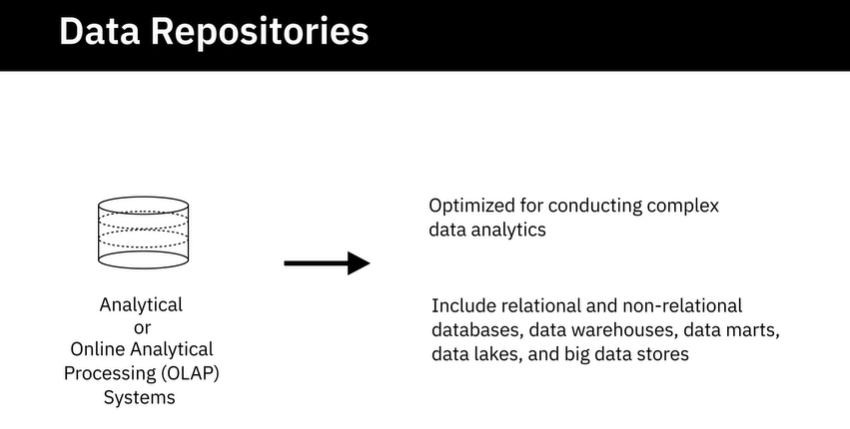 Data Repositories
Analytical
or
Online Analytical
Processing (OLAP)
Systems
Optimized for conducting complex
data analytics
Include relational and non-relational
databases, data warehouses, data marts,
data lakes, and big data stores